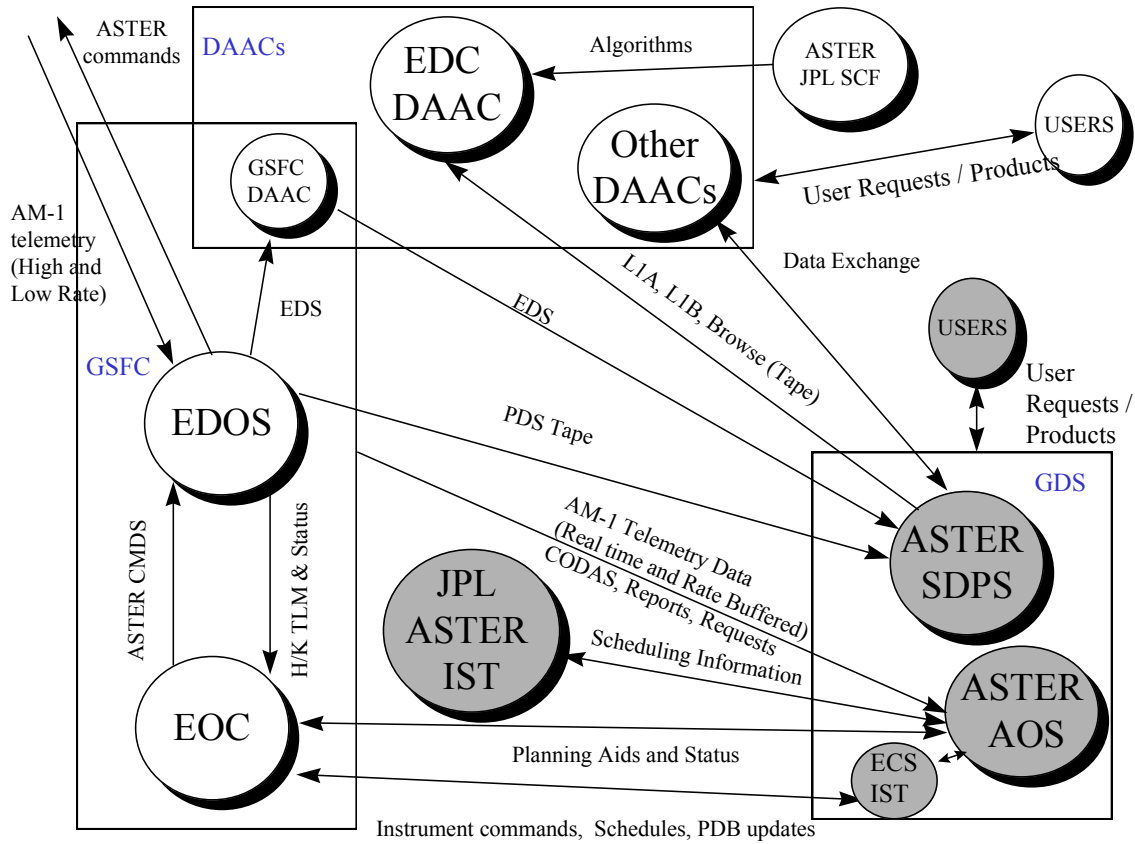 ASTER
commands
DAACs
EDC
DAAC
Algorithms
ASTER
JPL SCF
USERS
GSFC
DAAC
Other
DAACs
User Requests / Products
AM-1
telemetry
(High and
Low Rate)
EDS
EDS
L1A, L1B, Browse (Tape)
Data Exchange
USERS
User
Requests /
Products
GSFC
EDOS
PDS Tape
GDS
ASTER
SDPS
AM-1 Telemetry Data
(Real time and Rate Buffered)
CODAS, Reports, Requests
ASTER CMDS
H/K TLM & Status
JPL
ASTER
IST
Scheduling Information
ASTER
AOS
EOC
Planning Aids and Status
ECS
IST
Instrument commands, Schedules, PDB updates